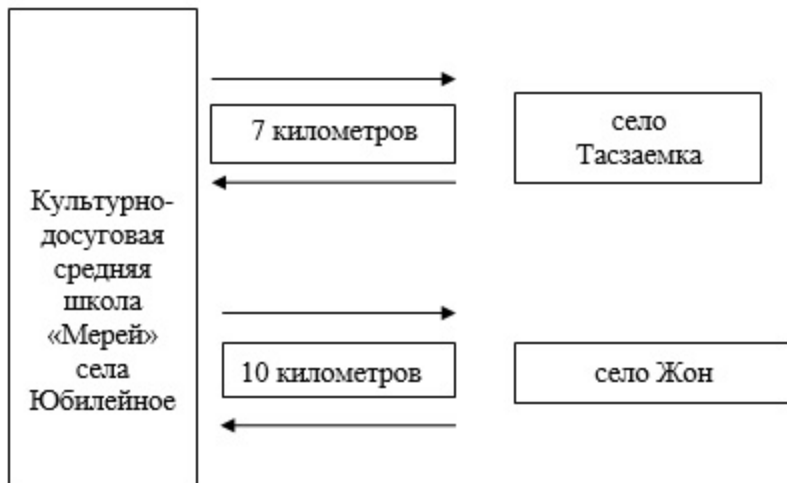 Культурно-
досуговая
средняя
школа
«Мерей»
села
Юбилейное
7 километров
село
Тасзаемка
10 километров
село Жон